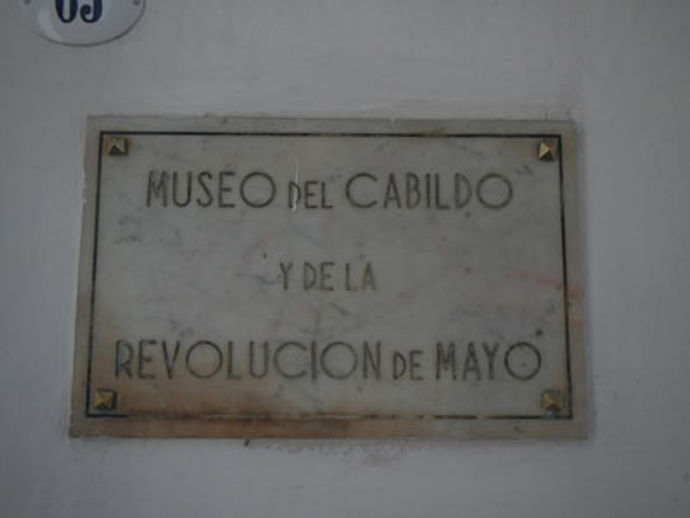 MUSEO DEL CABILDO
Y DE LA
REVOLUCION DE MAYO